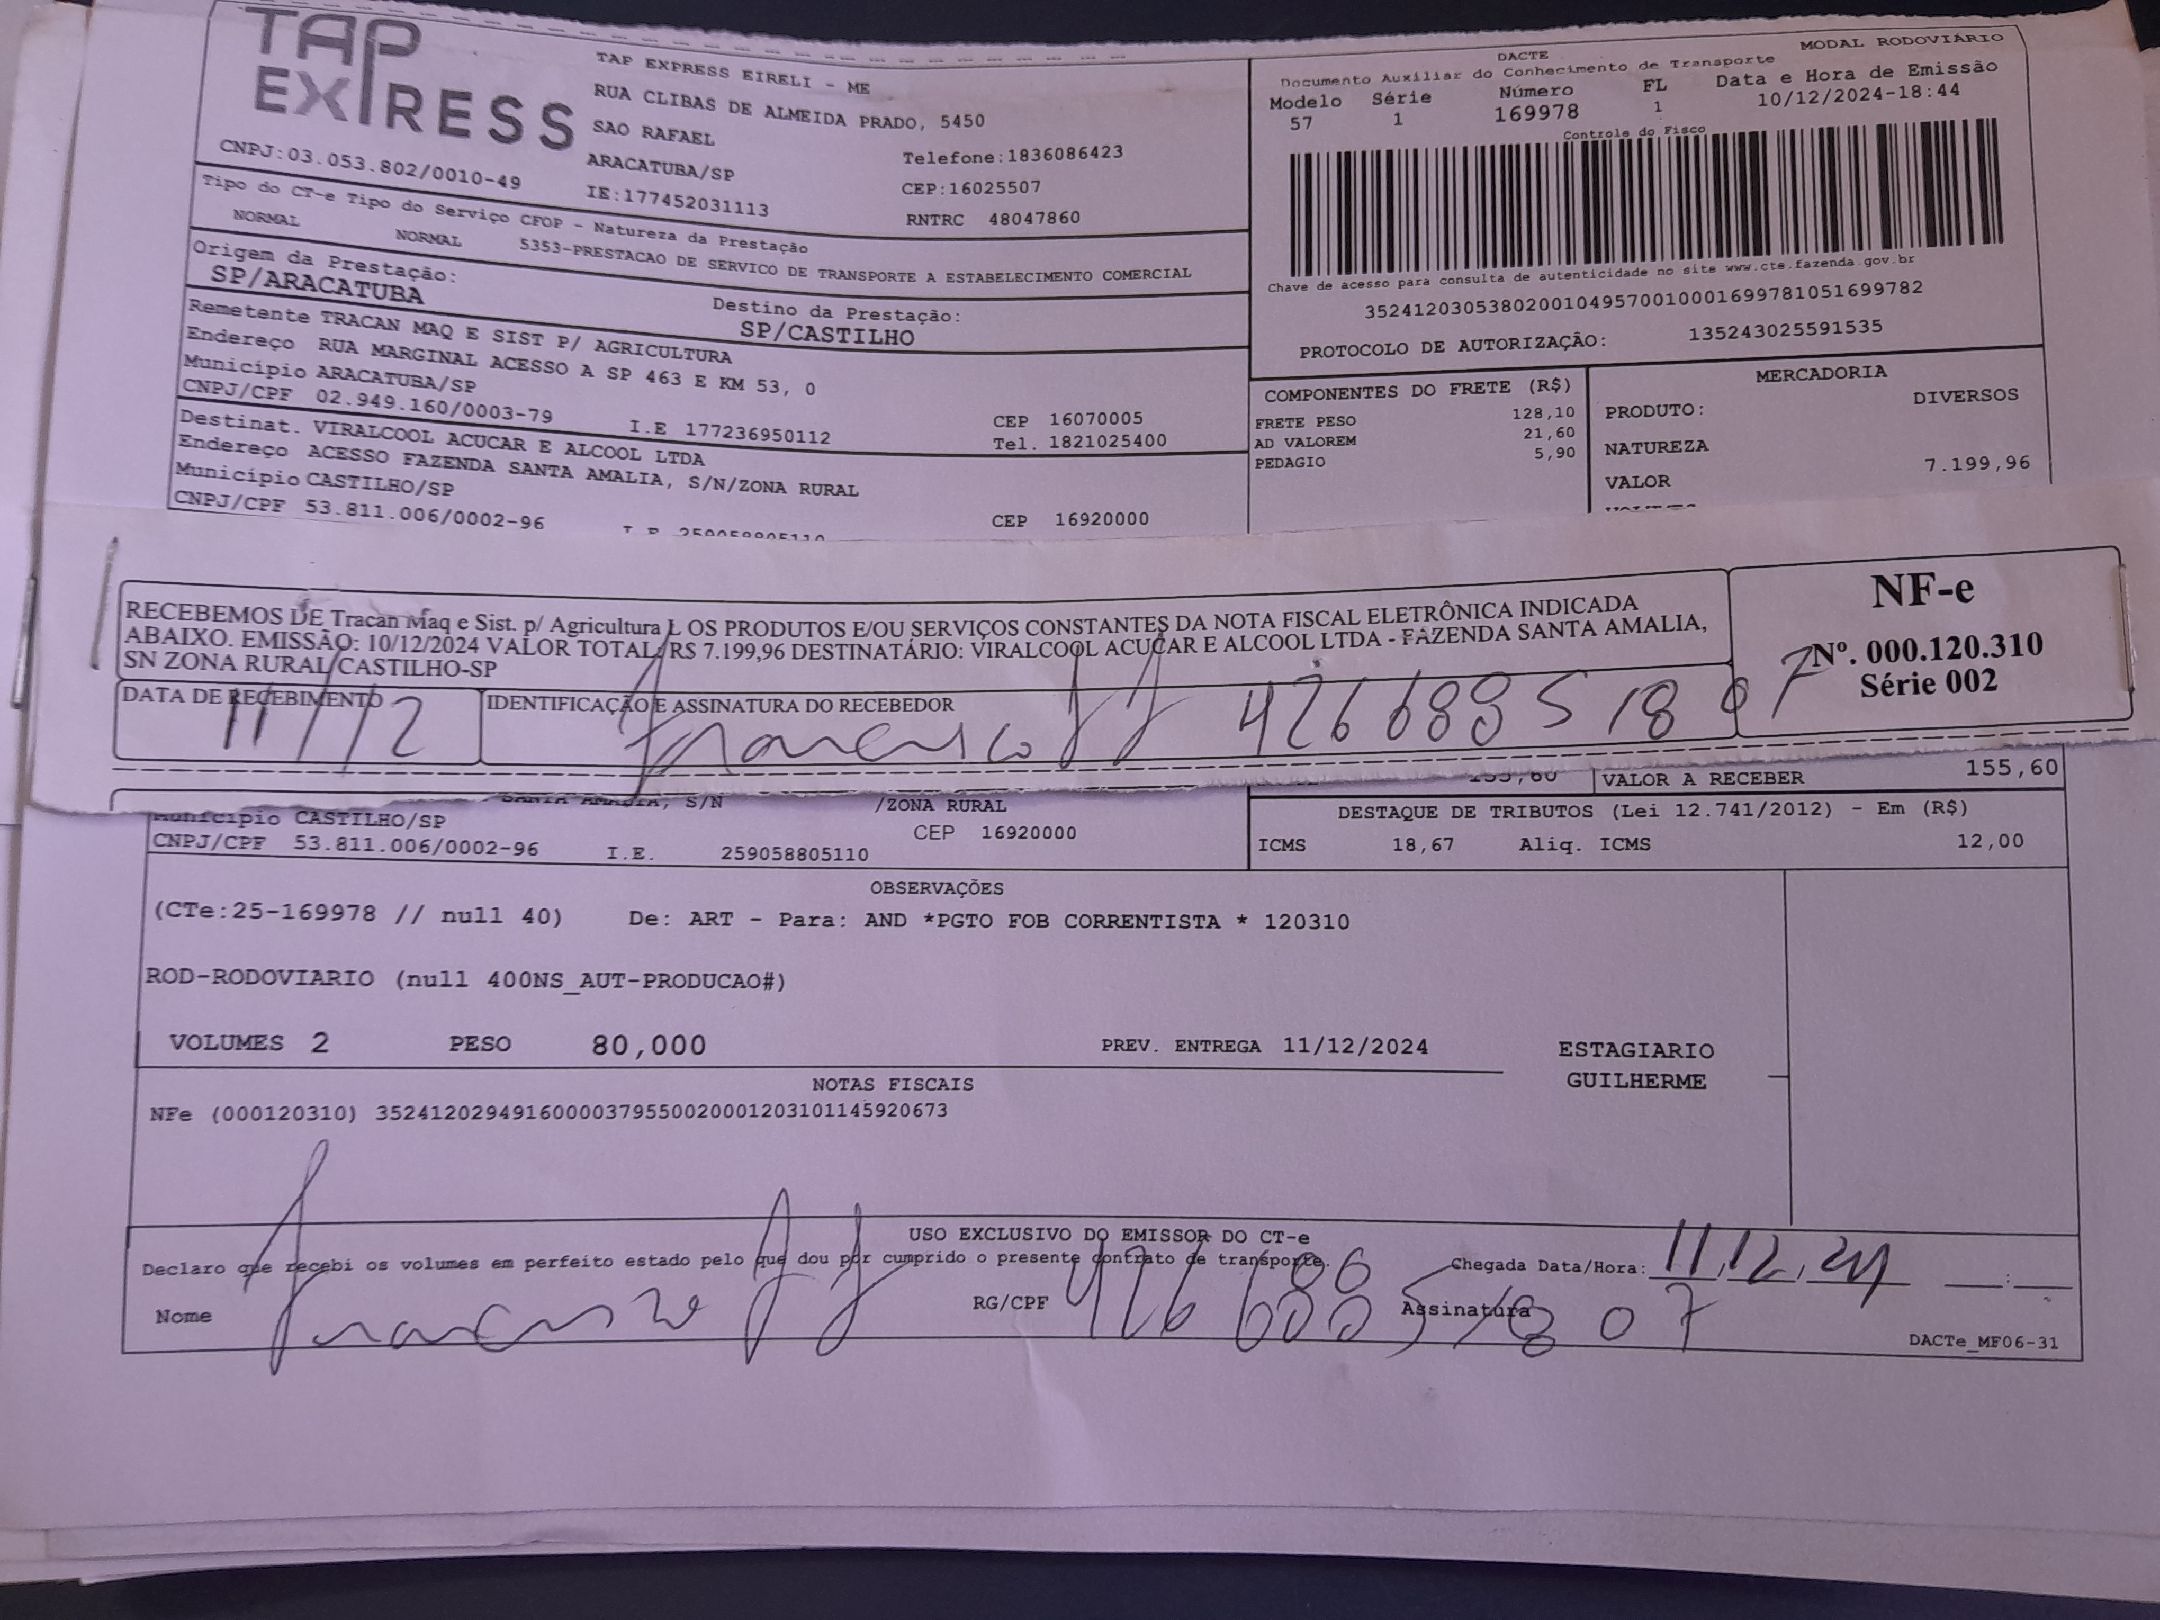 TAP
EXPRESS
TAP EXPRESS EIRELI - ME
RUA CLIBAS DE ALMEIDA PRADO, 5450
SAO RAFAEL
ARACATUBA/SP Telefone:1836086423
CNPJ:03.053.802/0010-49 IE:177452031113 CEP:16025507
RNTRC 48047860
Tipo do CT-e Tipo do Serviço CFOP - Natureza da Prestação
NORMAL NORMAL 5353-PRESTACAO DE SERVICO DE TRANSPORTE A ESTABELECIMENTO COMERCIAL
Origem da Prestação: Destino da Prestação:
SP/ARACATUBA SP/CASTILHO
Remetente TRACAN MAQ E SIST P/ AGRICULTURA
Endereço RUA MARGINAL ACESSO A SP 463 E KM 53, 0
Município ARACATUBA/SP CEP 16070005
CNPJ/CPF 02.949.160/0003-79 I.E 177236950112 Tel. 1821025400
Destinat. VIRALCOOL ACUCAR E ALCOOL LTDA
Endereço ACESSO FAZENDA SANTA AMALIA, S/N/ZONA RURAL
Município CASTILHO/SP CEP 16920000
CNPJ/CPF 53.811.006/0002-96 I.E 259058805110
DACTE MODAL RODOVIÁRIO
Documento Auxiliar do Conhecimento de Transporte
Modelo Série Número FL Data e Hora de Emissão
57 1 169978 1 10/12/2024-18:44
Controle do Fisco
Chave de acesso para consulta de autenticidade no site www.cte.fazenda.gov.br
35241203053802001049570010001699781051699782
PROTOCOLO DE AUTORIZAÇÃO: 135243025591535
COMPONENTES DO FRETE (R$)
FRETE PESO 128,10
AD VALOREM 21,60
PEDAGIO 5,90
MERCADORIA
PRODUTO: DIVERSOS
NATUREZA
VALOR 7.199,96
RECEBEMOS DE Tracan Maq e Sist. p/ Agricultura L OS PRODUTOS E/OU SERVIÇOS CONSTANTES DA NOTA FISCAL ELETRÔNICA INDICADA
ABAIXO. EMISSÃO: 10/12/2024 VALOR TOTAL: R$ 7.199,96 DESTINATÁRIO: VIRALCOOL ACUCAR E ALCOOL LTDA - FAZENDA SANTA AMALIA,
SN ZONA RURAL CASTILHO-SP
DATA DE RECEBIMENTO IDENTIFICAÇÃO E ASSINATURA DO RECEBEDOR
11/12 Francisco 42668851807
NF-e
Nº. 000.120.310
Série 002
155,60 VALOR A RECEBER 155,60
SANTA AMALIA, S/N /ZONA RURAL
Município CASTILHO/SP CEP 16920000
CNPJ/CPF 53.811.006/0002-96 I.E. 259058805110
DESTAQUE DE TRIBUTOS (Lei 12.741/2012) - Em (R$)
ICMS 18,67 Aliq. ICMS 12,00
OBSERVAÇÕES
(CTe:25-169978 // null 40) De: ART - Para: AND *PGTO FOB CORRENTISTA * 120310
ROD-RODOVIARIO (null 400NS_AUT-PRODUCAO#)
VOLUMES 2 PESO 80,000 PREV. ENTREGA 11/12/2024 ESTAGIARIO
GUILHERME
NOTAS FISCAIS
NFe (000120310) 35241202949160000379550020001203101145920673
USO EXCLUSIVO DO EMISSOR DO CT-e
Declaro que recebi os volumes em perfeito estado pelo que dou por cumprido o presente contrato de transporte. Chegada Data/Hora: 11,12,24 __:__
Nome Francisco RG/CPF Assinatura
DACTe_MF06-31